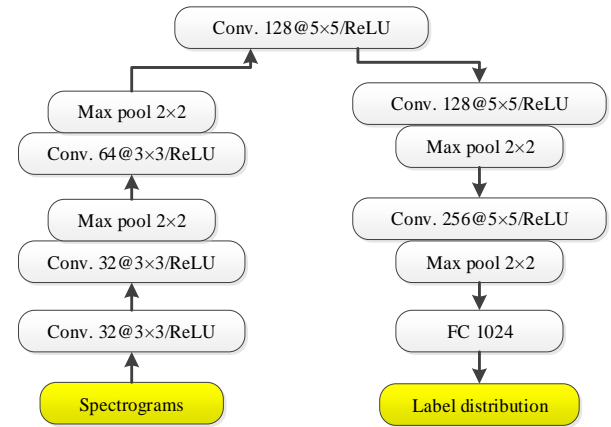 Conv. 128@5×5/ReLU
Max pool 2×2
Conv. 64@3×3/ReLU
Max pool 2×2
Conv. 32@3×3/ReLU
Conv. 32@3×3/ReLU
Spectrograms
Conv. 128@5×5/ReLU
Max pool 2×2
Conv. 256@5×5/ReLU
Max pool 2×2
FC 1024
Label distribution